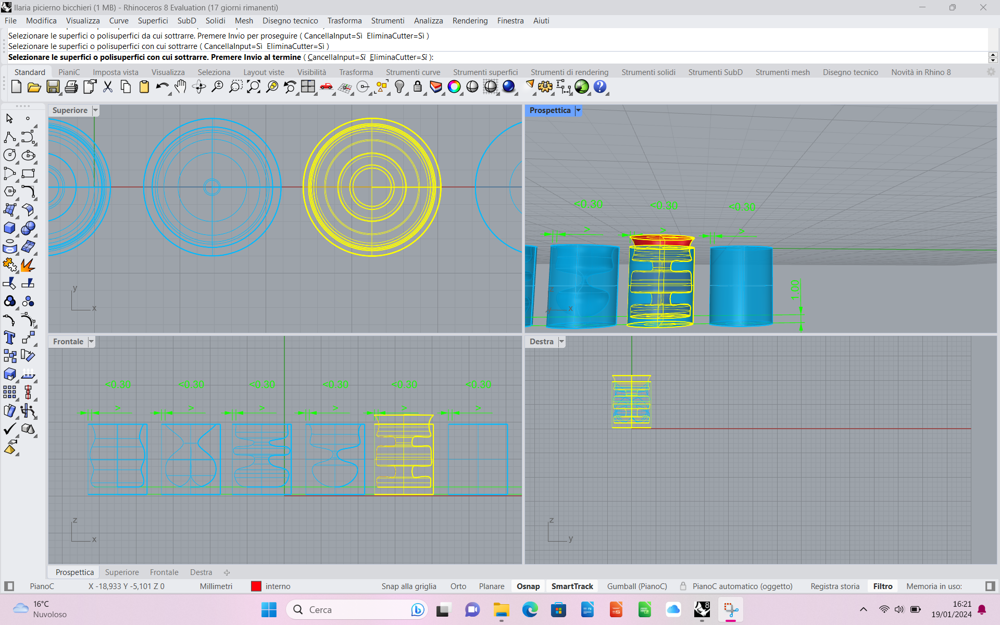 Ilaria picierno bicchieri (1 MB) - Rhinoceros 8 Evaluation (17 giorni rimanenti)
File Modifica Visualizza Curve Superfici SubD Solidi Mesh Disegno tecnico Trasforma Strumenti Analizza Rendering Finestra Aiuti
Selezionare le superfici o polisuperfici da cui sottrarre. Premere Invio per proseguire ( CancellaInput=Sì EliminaCutter=Sì )
Selezionare le superfici o polisuperfici con cui sottrarre ( CancellaInput=Sì EliminaCutter=Sì )
Selezionare le superfici o polisuperfici con cui sottrarre. Premere Invio al termine ( CancellaInput=Sì EliminaCutter=Sì ):
Standard PianiC Imposta vista Visualizza Seleziona Layout viste Visibilità Trasforma Strumenti curve Strumenti superfici Strumenti di rendering Strumenti solidi Strumenti SubD Strumenti mesh Disegno tecnico Novità in Rhino 8
Superiore
y
x
Prospettica
<0.30 <0.30 <0.30
1.00
z
x
Frontale
<0.30 <0.30 <0.30 <0.30 <0.30 <0.30
z
x
Destra
z
y
Prospettica Superiore Frontale Destra
PianoC X -18,933 Y -5,101 Z 0 Millimetri interno Snap alla griglia Orto Planare Osnap SmartTrack Gumball (PianoC) PianoC automatico (oggetto) Registra storia Filtro Memoria in uso:
16°C
Nuvoloso
Cerca
16:21
19/01/2024